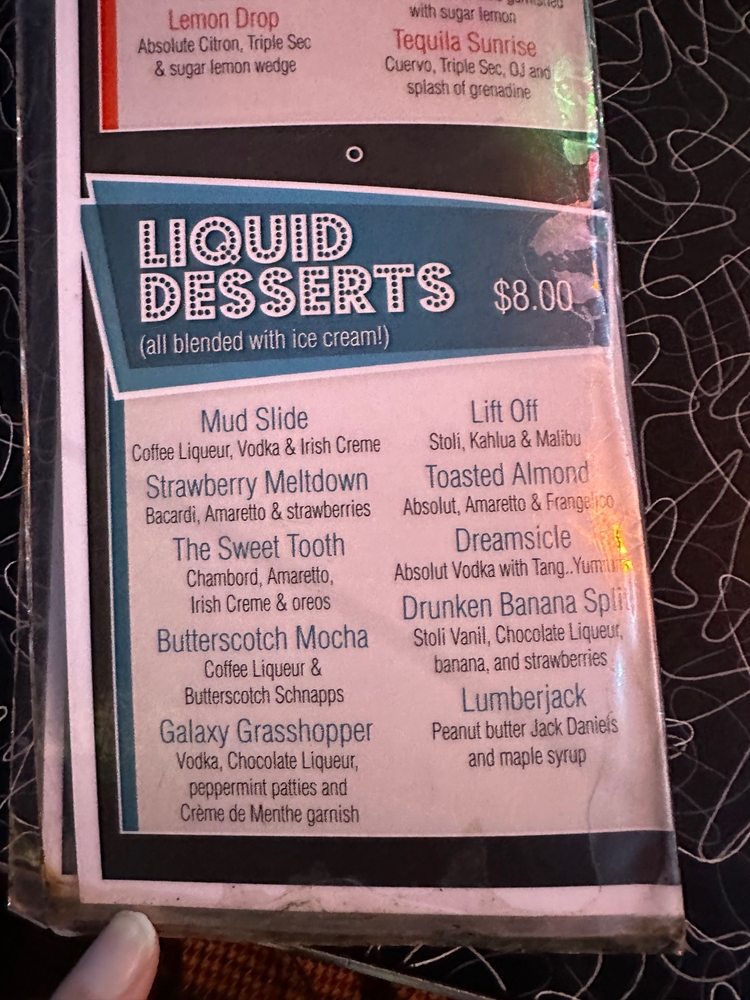 Lemon Drop
Absolute Citron, Triple Sec
& sugar lemon wedge
with sugar lemon
Tequila Sunrise
Cuervo, Triple Sec, OJ and
splash of grenadine
LIQUID
DESSERTS $8.00
(all blended with ice cream!)
Mud Slide
Coffee Liqueur, Vodka & Irish Creme
Strawberry Meltdown
Bacardi, Amaretto & strawberries
The Sweet Tooth
Chambord, Amaretto,
Irish Creme & oreos
Butterscotch Mocha
Coffee Liqueur &
Butterscotch Schnapps
Galaxy Grasshopper
Vodka, Chocolate Liqueur,
peppermint patties and
Crème de Menthe garnish
Lift Off
Stoli, Kahlua & Malibu
Toasted Almond
Absolut, Amaretto & Frangelico
Dreamsicle
Absolut Vodka with Tang..
Drunken Banana Split
Stoli Vanil, Chocolate Liqueur,
banana, and strawberries
Lumberjack
Peanut butter Jack Daniels
and maple syrup